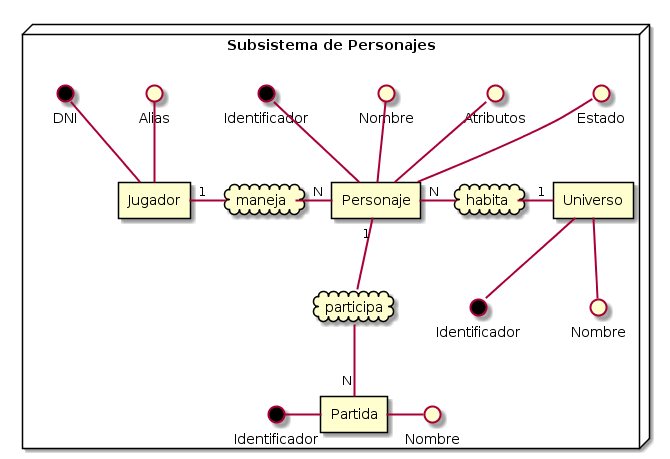 Subsistema de Personajes
DNI
Alias
Identificador
Nombre
Atributos
Estado
Jugador
1
maneja
N
Personaje
N
habita
1
Universo
1
participa
Identificador
Nombre
N
Partida
Identificador
Nombre